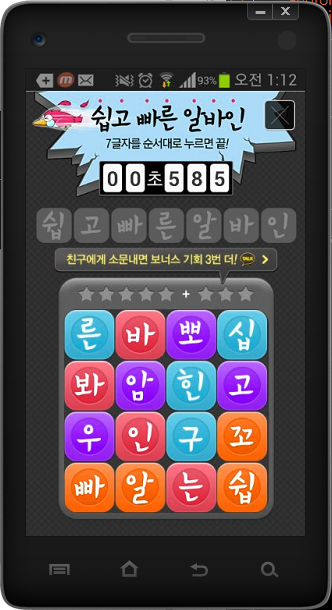 93% 오전 1:12
쉽고 빠른 알바인
7글자를 순서대로 누르면 끝!
00초585
쉽 고 빠 른 알 바 인
친구에게 소문내면 보너스 기회 3번 더! TALK >
+
른 바 뽀 십
봐 암 힌 고
우 인 구 꼬
빠 알 는 쉽